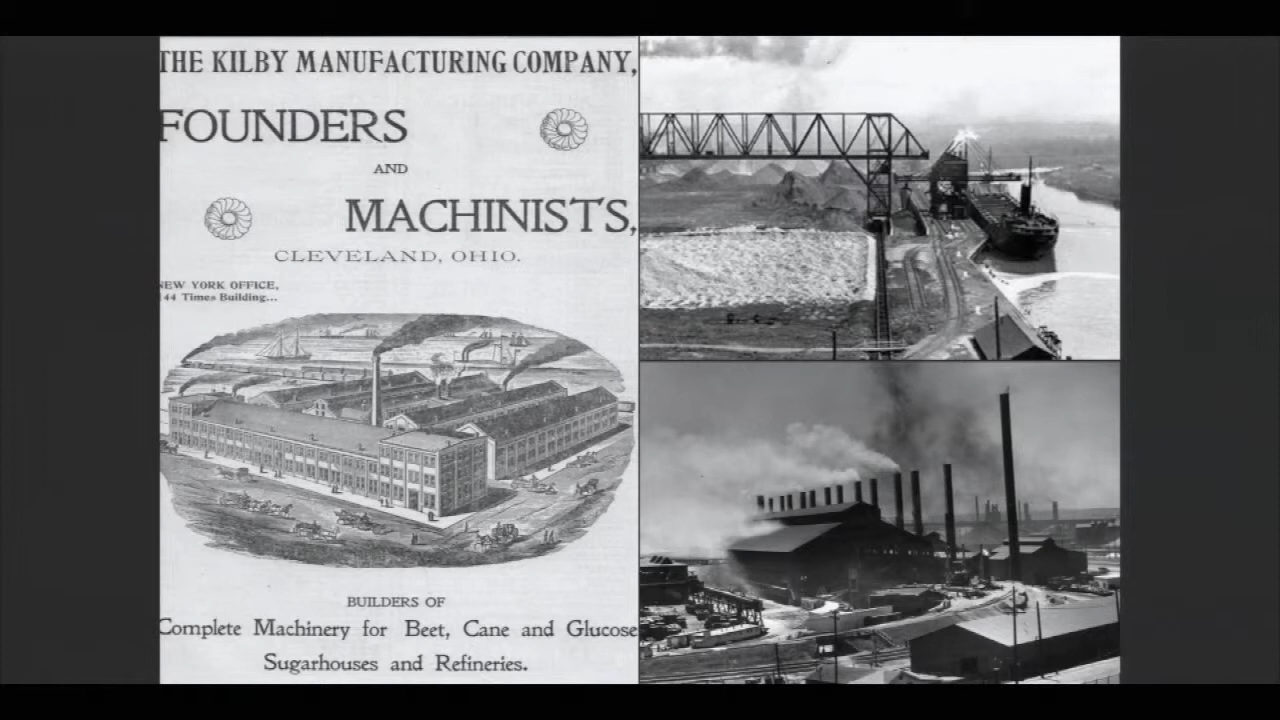 THE KILBY MANUFACTURING COMPANY,
FOUNDERS
AND
MACHINISTS,
CLEVELAND, OHIO.
NEW YORK OFFICE,
44 Times Building...
BUILDERS OF
Complete Machinery for Beet, Cane and Glucose
Sugarhouses and Refineries.